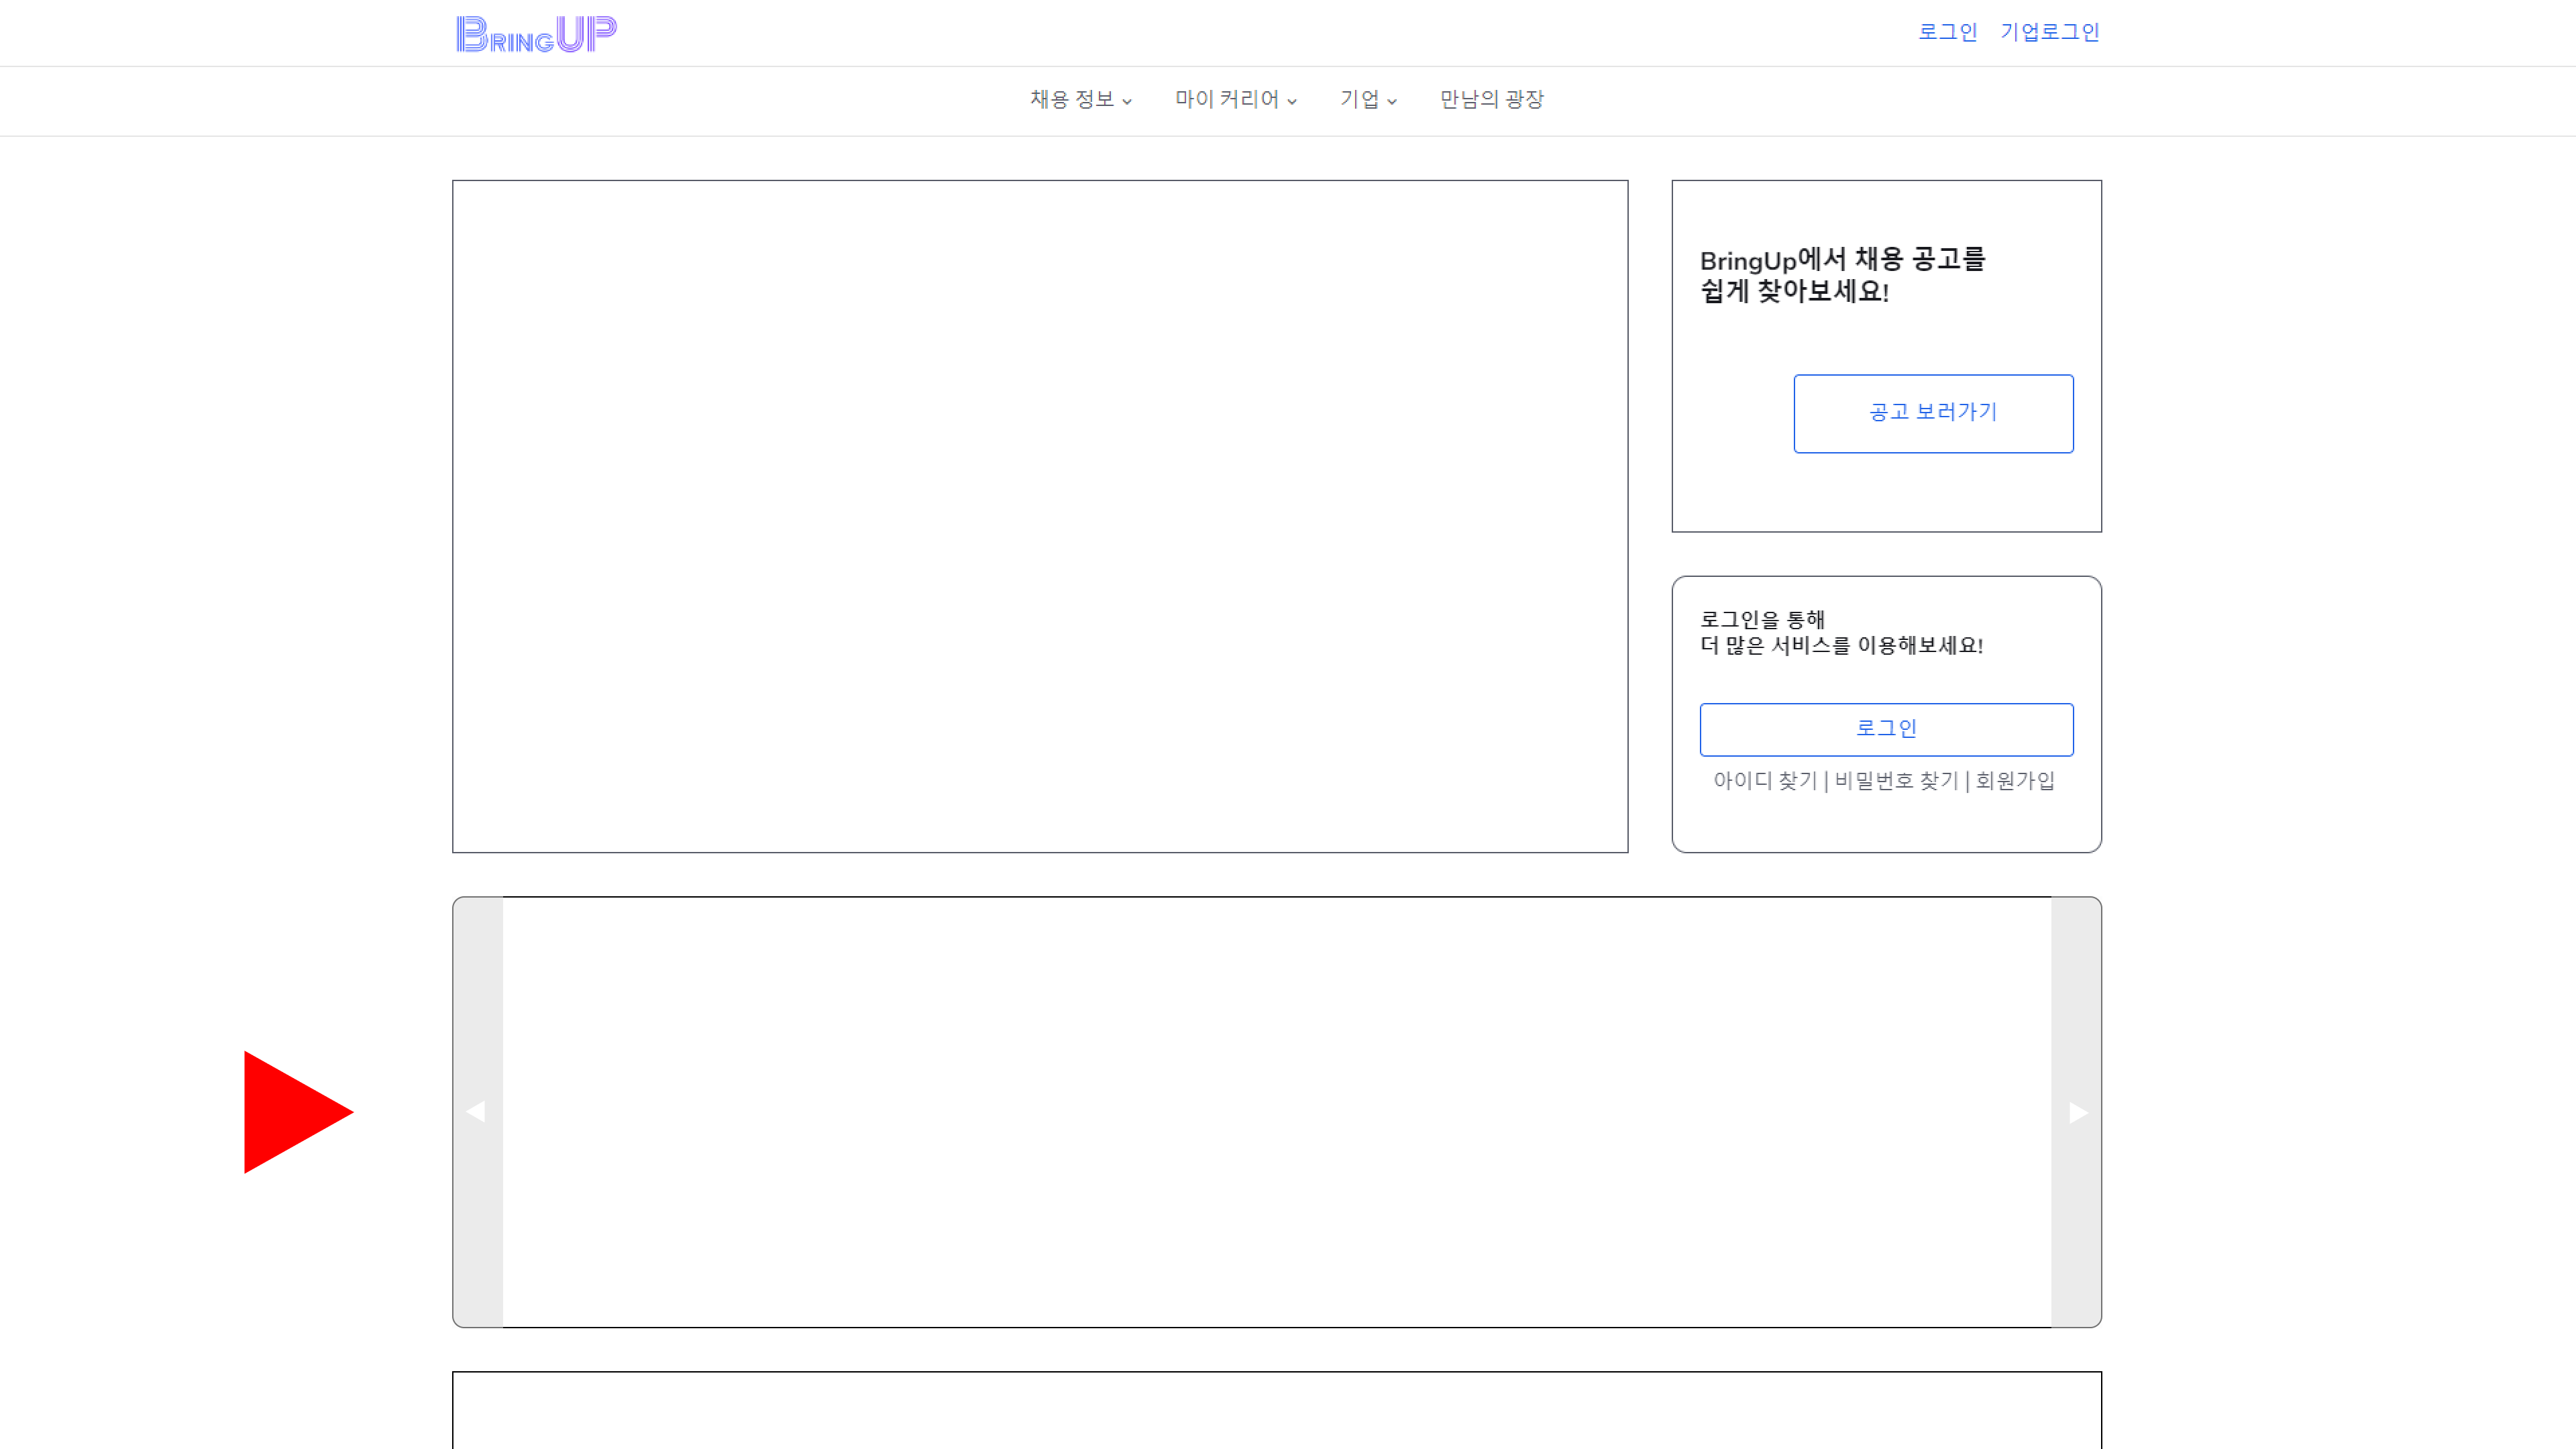 BRINGUP
로그인 기업로그인
채용 정보 마이 커리어 기업 만남의 광장
BringUp에서 채용 공고를
쉽게 찾아보세요!
공고 보러가기
로그인을 통해
더 많은 서비스를 이용해보세요!
로그인
아이디 찾기 | 비밀번호 찾기 | 회원가입